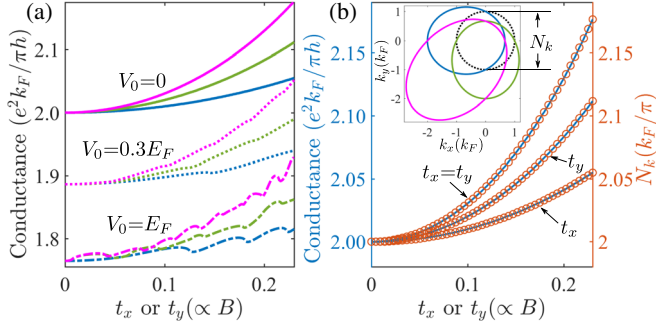 (a)
Conductance (e²k_F/πh)
2.1
2.0
1.89
1.76
V₀=0
V₀=0.3E_F
V₀=E_F
0
0.1
0.2
t_x or t_y(∝ B)
(b)
Conductance (e²k_F/πh)
2.15
2.10
2.05
2.00
1
0
-1
-2
k_y(k_F)
-2
-1
0
1
k_x(k_F)
N_k
t_x=t_y
t_y
t_x
2.15
2.1
2.05
2
N_k(k_F/π)
0
0.1
0.2
t_x or t_y(∝ B)